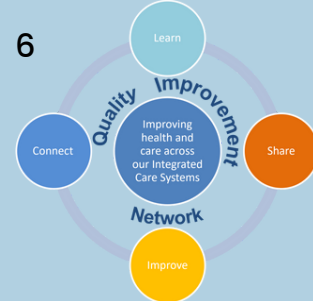 6
Learn
Quality Improvement
Improving
health and
care across
our Integrated
Care Systems
Connect
Share
Network
Improve